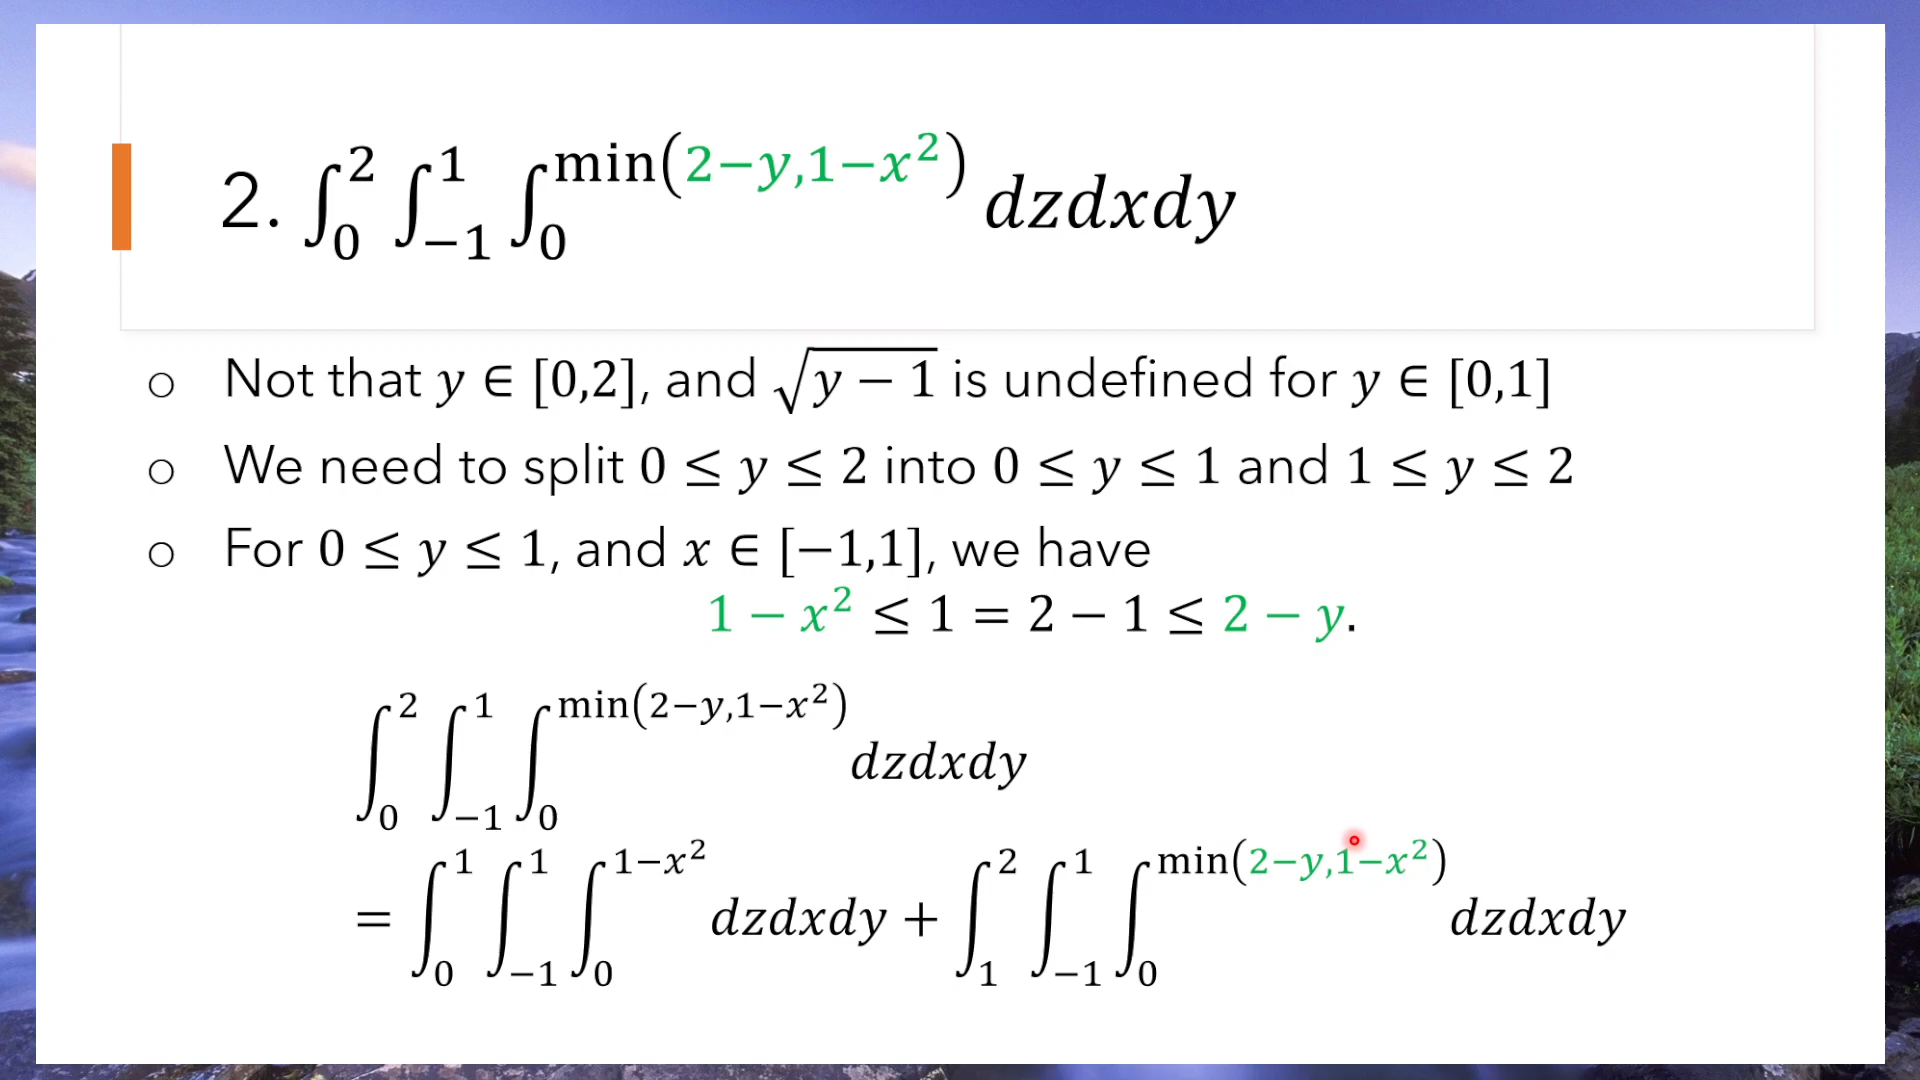 2. ∫₀² ∫₋₁¹ ∫₀^{min(2−y,1−x²)} dzdxdy
○ Not that y ∈ [0,2], and √(y − 1) is undefined for y ∈ [0,1]
○ We need to split 0 ≤ y ≤ 2 into 0 ≤ y ≤ 1 and 1 ≤ y ≤ 2
○ For 0 ≤ y ≤ 1, and x ∈ [−1,1], we have
1 − x² ≤ 1 = 2 − 1 ≤ 2 − y.
∫₀² ∫₋₁¹ ∫₀^{min(2−y,1−x²)} dzdxdy
= ∫₀¹ ∫₋₁¹ ∫₀^{1−x²} dzdxdy + ∫₁² ∫₋₁¹ ∫₀^{min(2−y,1−x²)} dzdxdy